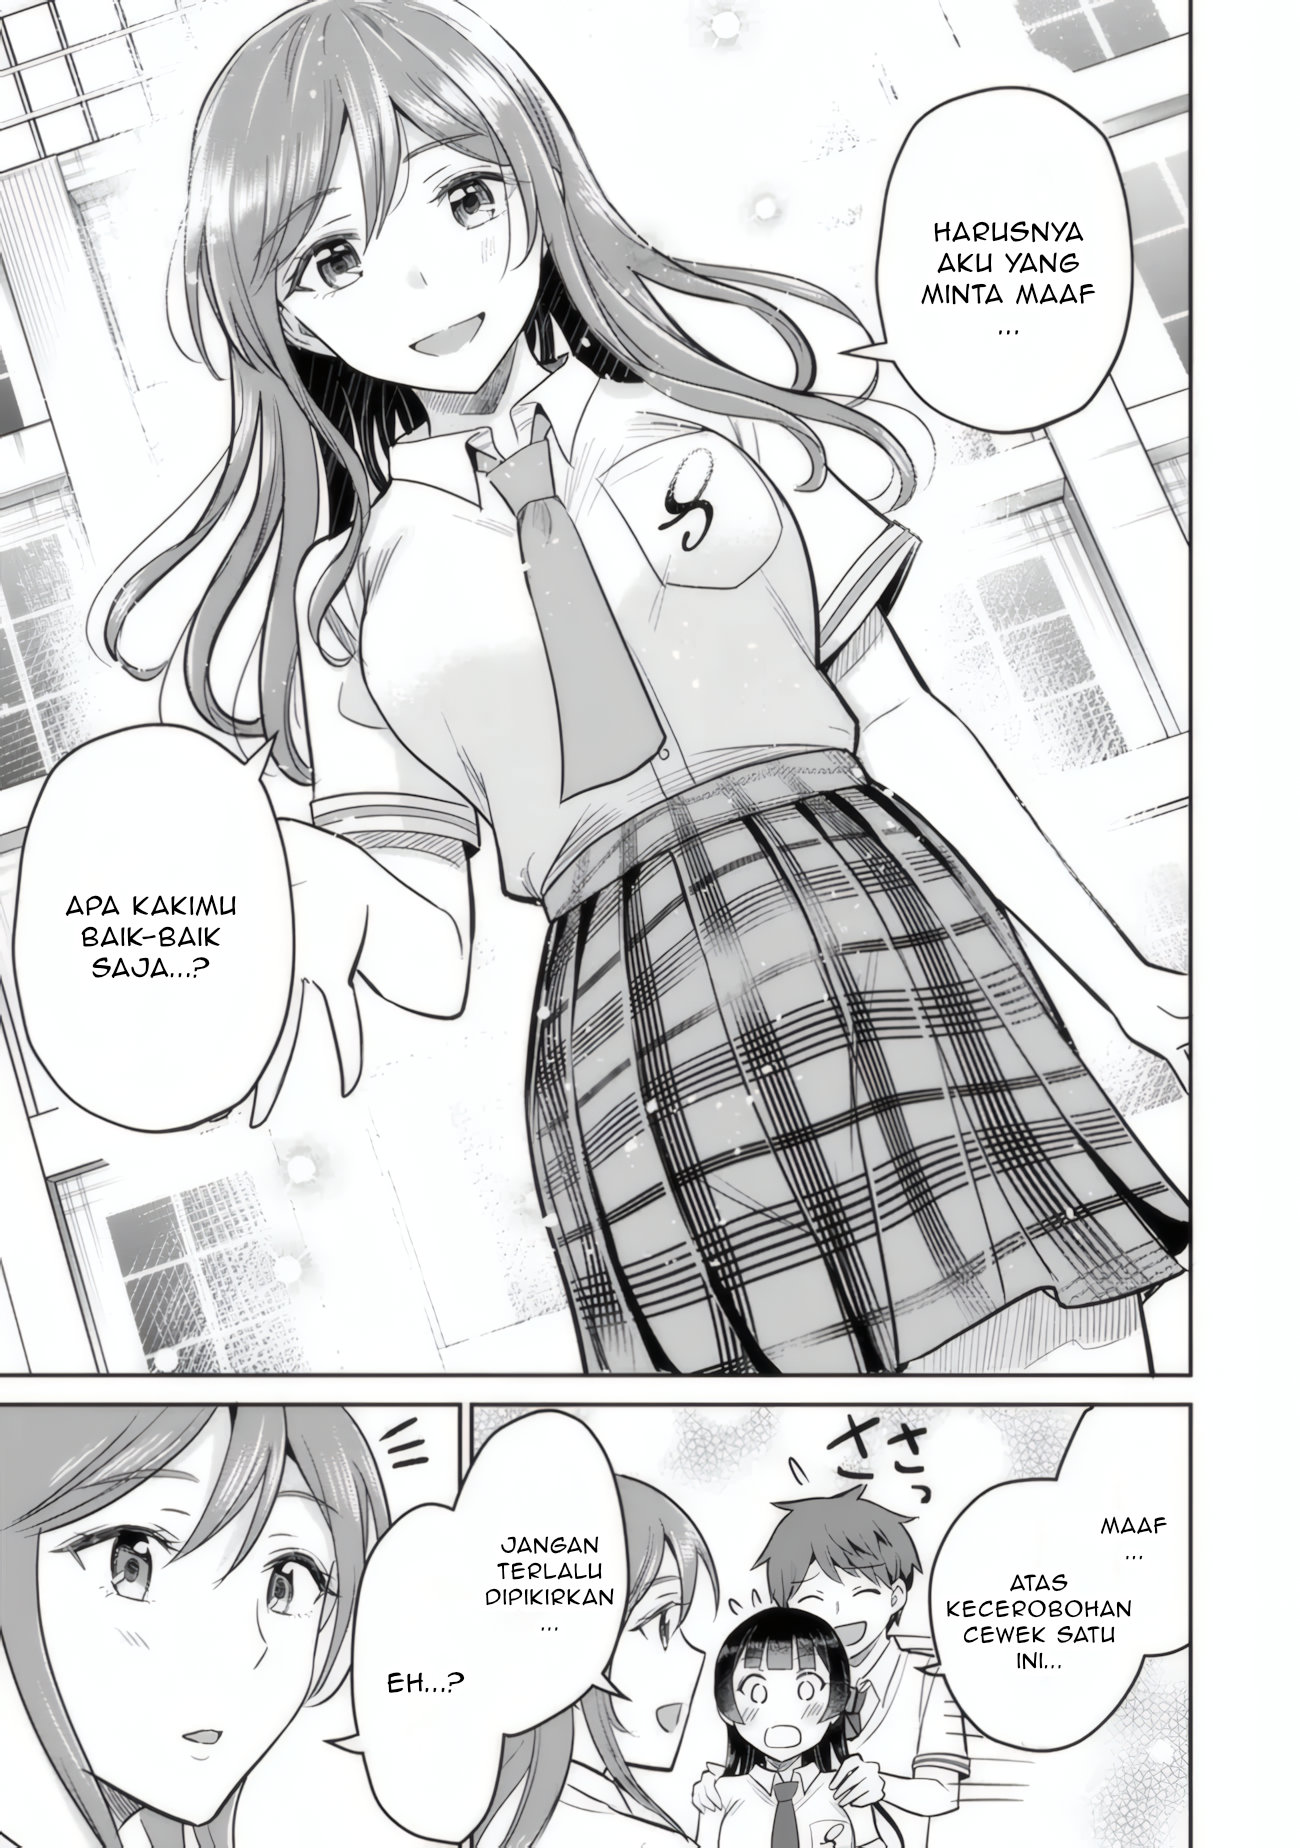 HARUSNYA
AKU YANG
MINTA MAAF
...
APA KAKIMU
BAIK-BAIK
SAJA...?
MAAF
...
ATAS
KECEROBOHAN
CEWEK SATU
INI...
ささっ
JANGAN
TERLALU
DIPIKIRKAN
...
EH...?